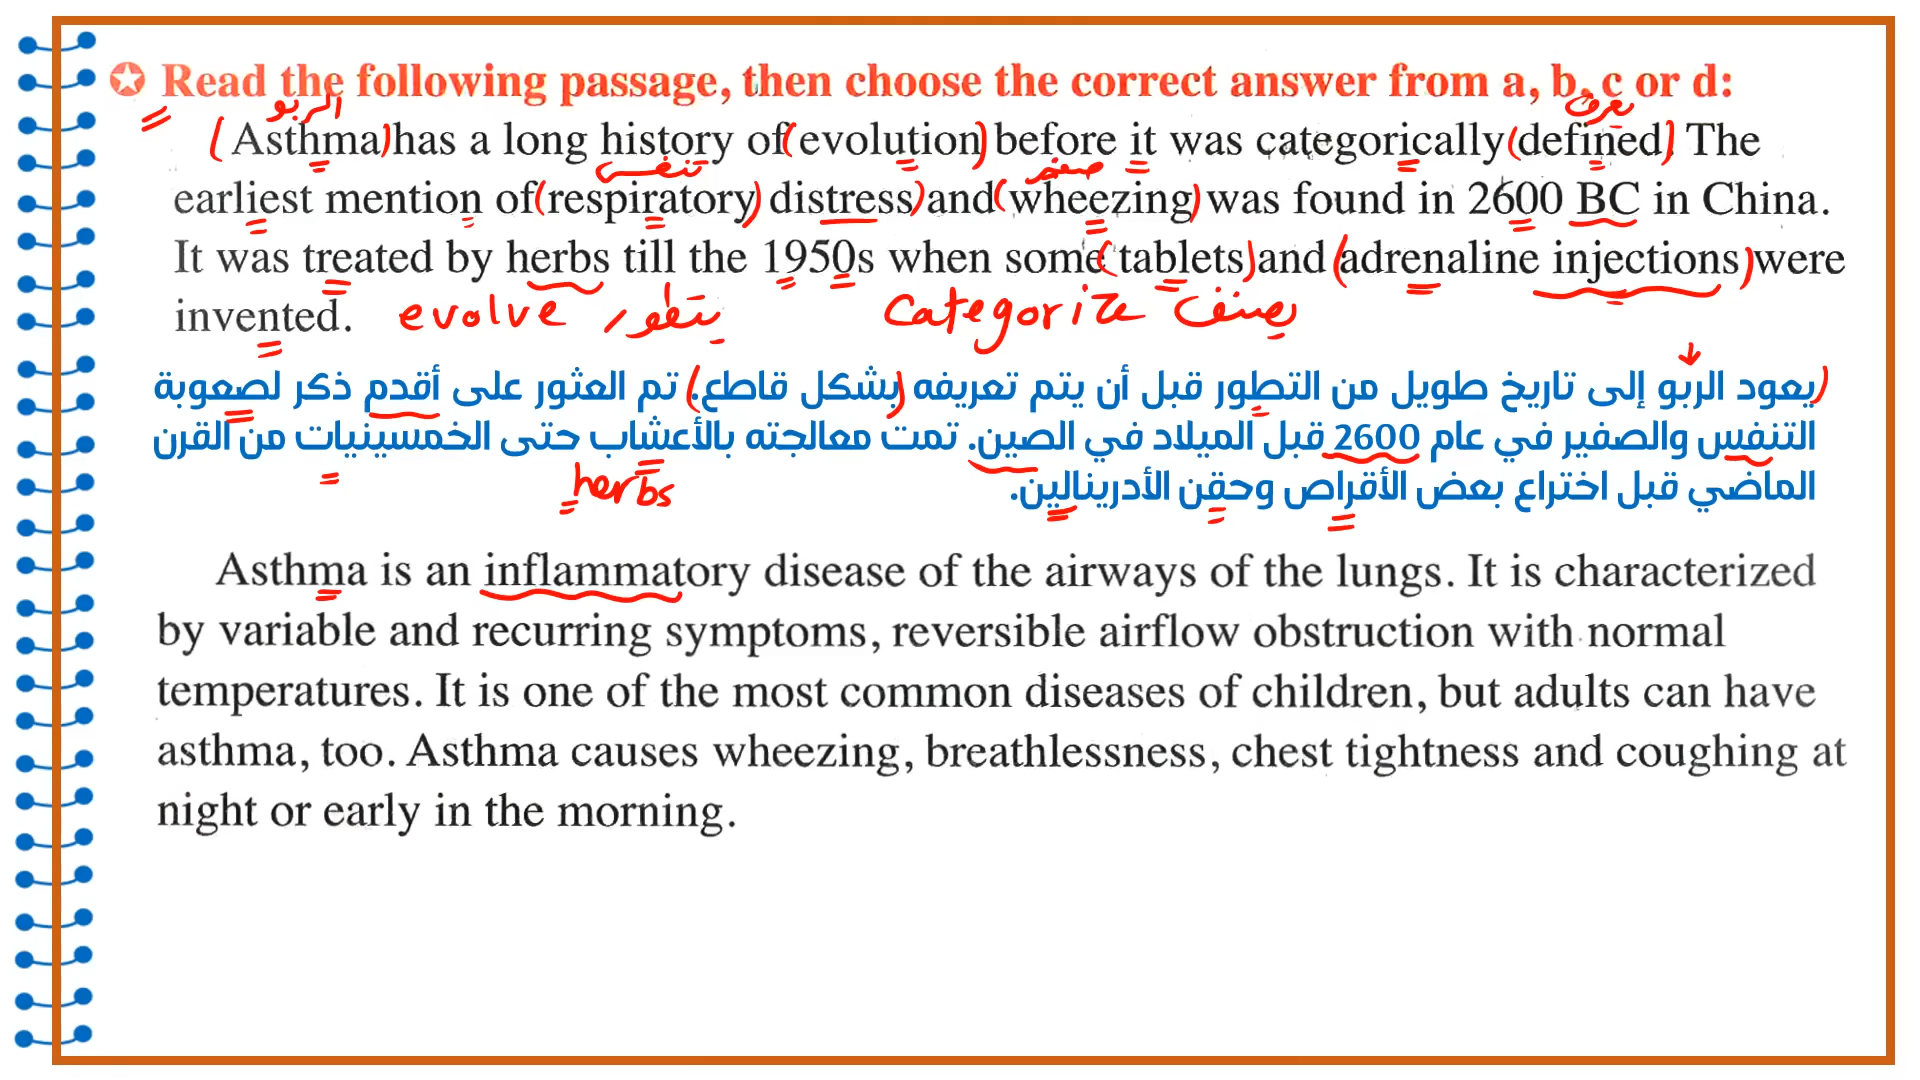 Read the following passage, then choose the correct answer from a, b, c or d:
الربو
يعرف
(Asthma) has a long history of (evolution) before it was categorically (defined). The
تنفسى
صفير
earliest mention of (respiratory) distress) and (wheezing) was found in 2600 BC in China.
It was treated by herbs till the 1950s when some (tablets) and (adrenaline injections) were
invented. evolve يتطور categorize يصنف
(يعود الربو إلى تاريخ طويل من التطور قبل أن يتم تعريفه (بشكل قاطع.) تم العثور على أقدم ذكر لصعوبة
التنفس والصفير في عام 2600 قبل الميلاد في الصين. تمت معالجته بالأعشاب حتى الخمسينيات من القرن
الماضي قبل اختراع بعض الأقراص وحقن الأدرينالين.
herbs
Asthma is an inflammatory disease of the airways of the lungs. It is characterized
by variable and recurring symptoms, reversible airflow obstruction with normal
temperatures. It is one of the most common diseases of children, but adults can have
asthma, too. Asthma causes wheezing, breathlessness, chest tightness and coughing at
night or early in the morning.